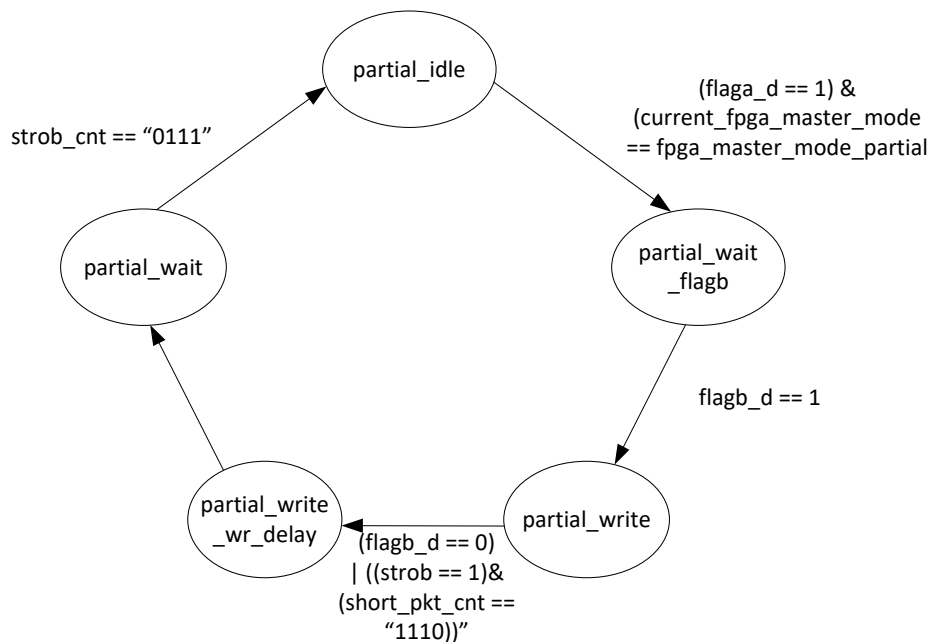 partial_idle
(flaga_d == 1) &
(current_fpga_master_mode
== fpga_master_mode_partial
strob_cnt == “0111”
partial_wait
partial_wait
_flagb
flagb_d == 1
partial_write
_wr_delay
partial_write
(flagb_d == 0)
| ((strob == 1)&
(short_pkt_cnt ==
“1110))”